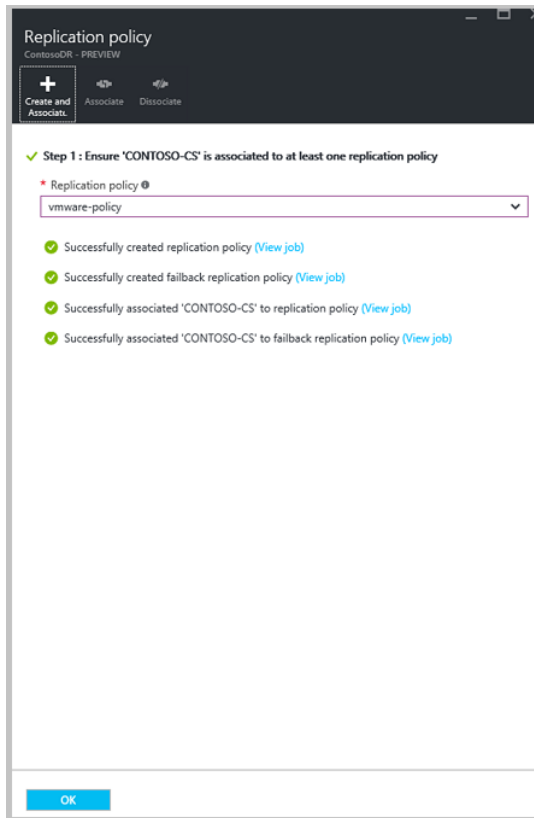 Replication policy
ContosoDR - PREVIEW
Create and
Associate.
Associate
Dissociate
Step 1 : Ensure 'CONTOSO-CS' is associated to at least one replication policy
* Replication policy
vmware-policy
Successfully created replication policy (View job)
Successfully created failback replication policy (View job)
Successfully associated 'CONTOSO-CS' to replication policy (View job)
Successfully associated 'CONTOSO-CS' to failback replication policy (View job)
OK